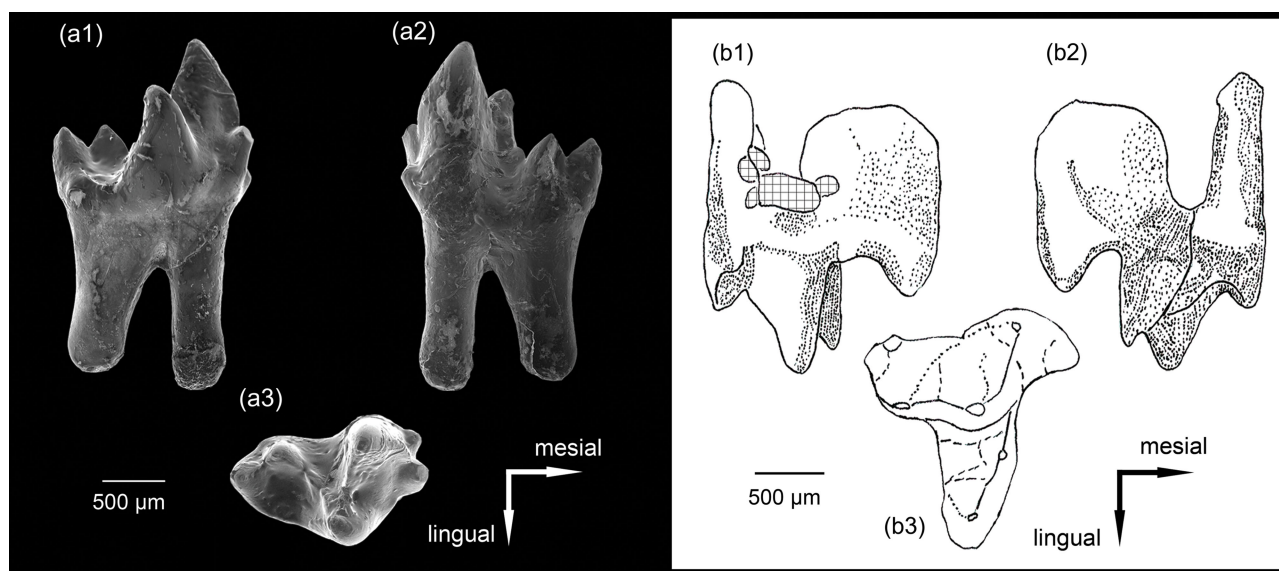 (a1)
(a2)
(a3)
mesial
500 µm
lingual
(b1)
(b2)
mesial
500 µm
(b3)
lingual